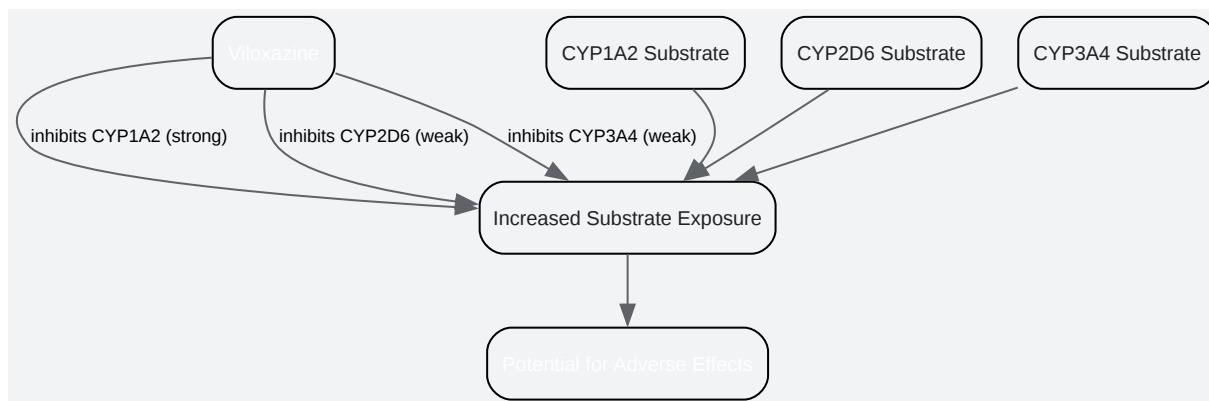 Viloxazine
CYP1A2 Substrate
CYP2D6 Substrate
CYP3A4 Substrate
inhibits CYP1A2 (strong)
inhibits CYP2D6 (weak)
inhibits CYP3A4 (weak)
Increased Substrate Exposure
Potential for Adverse Effects